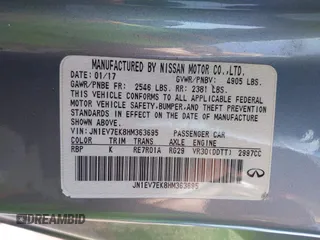 MANUFACTURED BY NISSAN MOTOR CO.,LTD.
DATE: 01/17 GVWR/PNBV: 4905 LBS.
GAWR/PNBE FR: 2546 LBS. RR: 2381 LBS.
THIS VEHICLE CONFORMS TO ALL APPLICABLE FEDERAL
MOTOR VEHICLE SAFETY,BUMPER,AND THEFT PREVENTION
STANDARDS IN EFFECT ON THE DATE OF MANUFACTURE
SHOWN ABOVE.
VIN: JN1EV7EK8HM363695 PASSENGER CAR
COLOR TRIM TRANS AXLE ENGINE
RBP K RE7R01A RG29 VR30(DDTT) 2997CC
JN1EV7EK8HM363695
DREAMBID